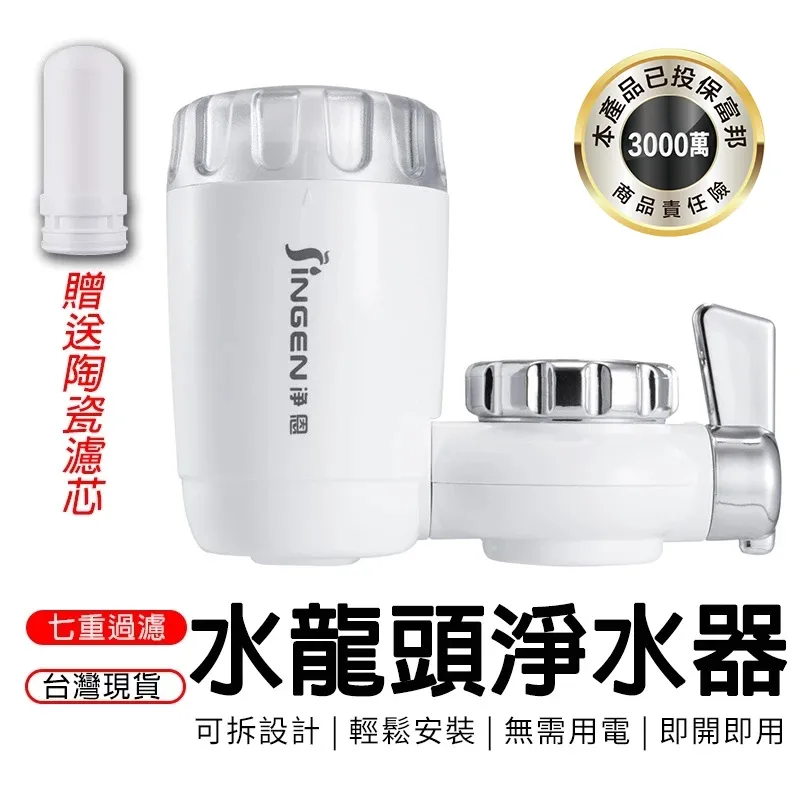 本產品已投保富邦
3000萬
商品責任險
贈送陶瓷濾芯
JINGEN 淨恩
七重過濾
台灣現貨
水龍頭淨水器
可拆設計 | 輕鬆安裝 | 無需用電 | 即開即用